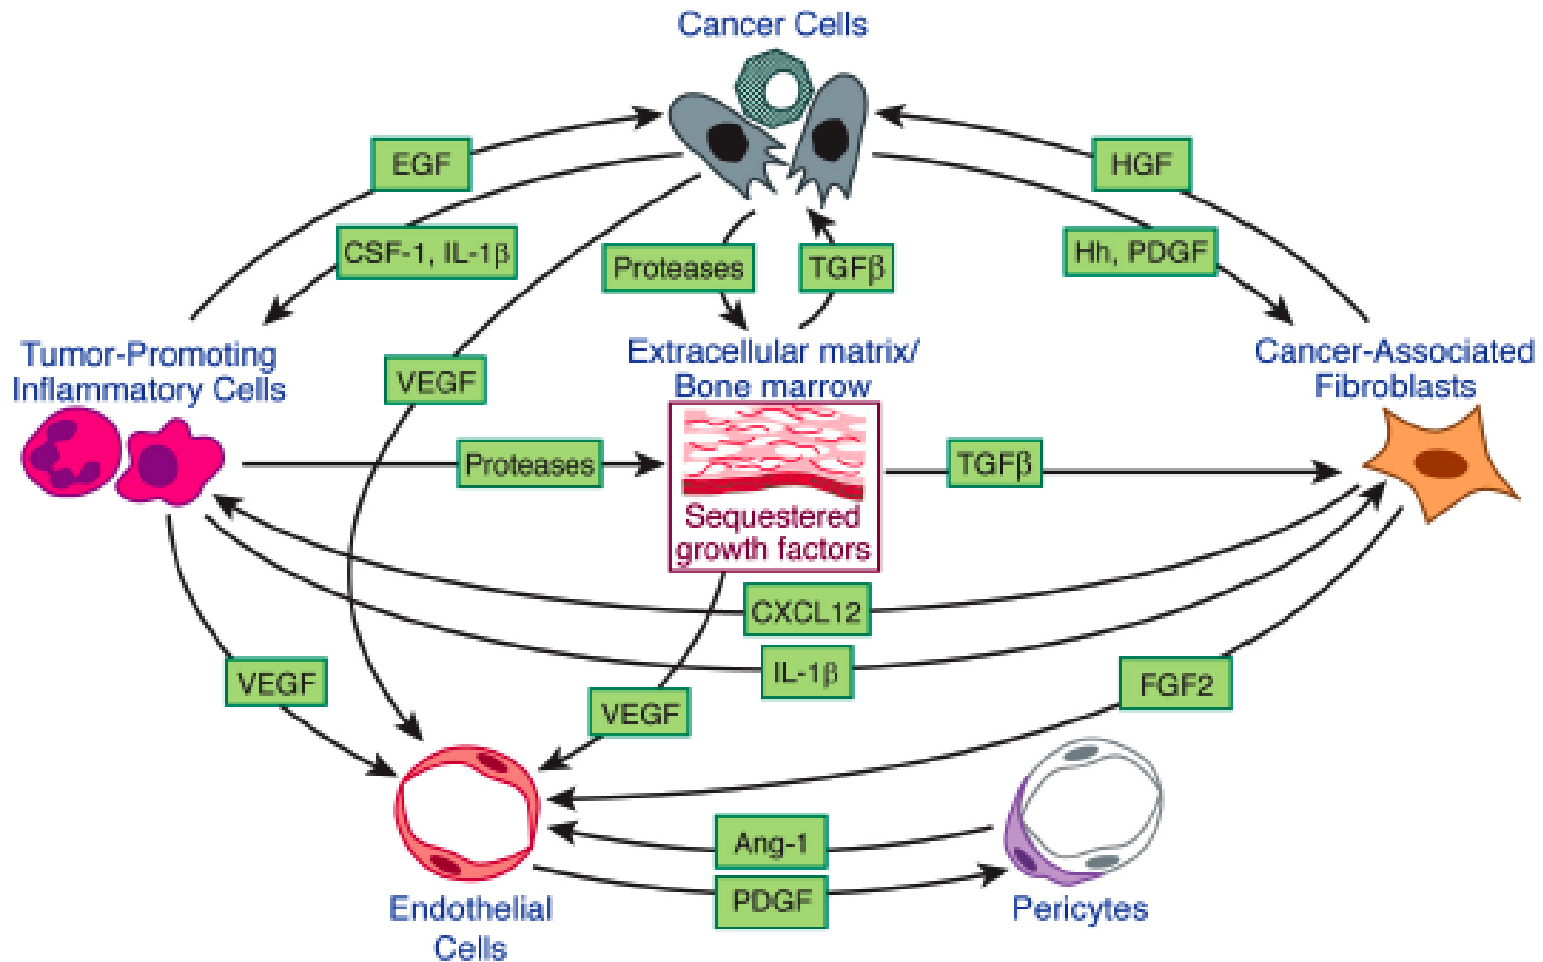 Cancer Cells
EGF
HGF
CSF-1, IL-1β
Proteases
TGFβ
Hh, PDGF
Tumor-Promoting
Inflammatory Cells
VEGF
Extracellular matrix/
Bone marrow
Cancer-Associated
Fibroblasts
Proteases
TGFβ
Sequestered
growth factors
CXCL12
IL-1β
VEGF
VEGF
FGF2
Ang-1
PDGF
Endothelial
Cells
Pericytes